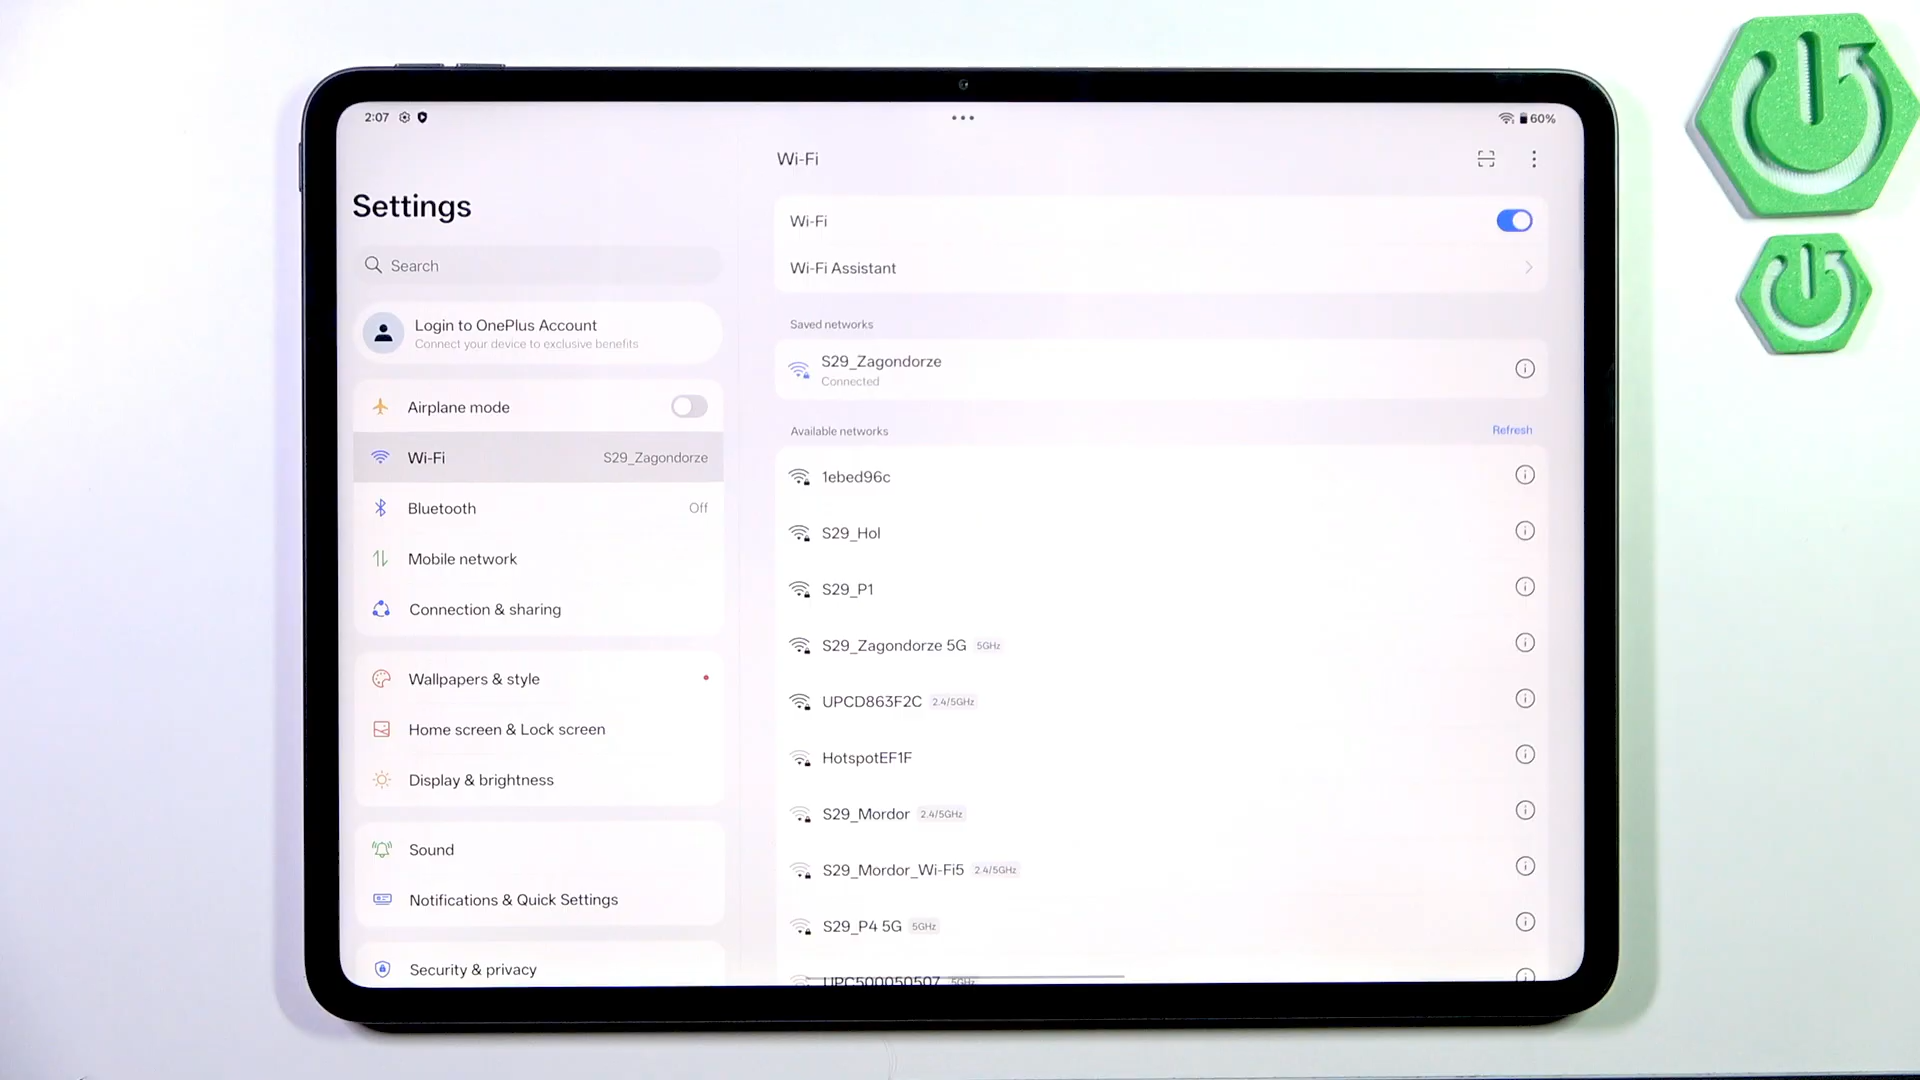 2:07
60%
Settings
Search
Login to OnePlus Account
Connect your device to exclusive benefits
Airplane mode
Wi-Fi S29_Zagondorze
Bluetooth Off
Mobile network
Connection & sharing
Wallpapers & style
Home screen & Lock screen
Display & brightness
Sound
Notifications & Quick Settings
Security & privacy
Wi-Fi
Wi-Fi
Wi-Fi Assistant
Saved networks
S29_Zagondorze
Connected
Available networks Refresh
1ebed96c
S29_Hol
S29_P1
S29_Zagondorze 5G 5GHz
UPCD863F2C 2.4/5GHz
HotspotEF1F
S29_Mordor 2.4/5GHz
S29_Mordor_Wi-Fi5 2.4/5GHz
S29_P4 5G 5GHz
UPC500050507 5GHz